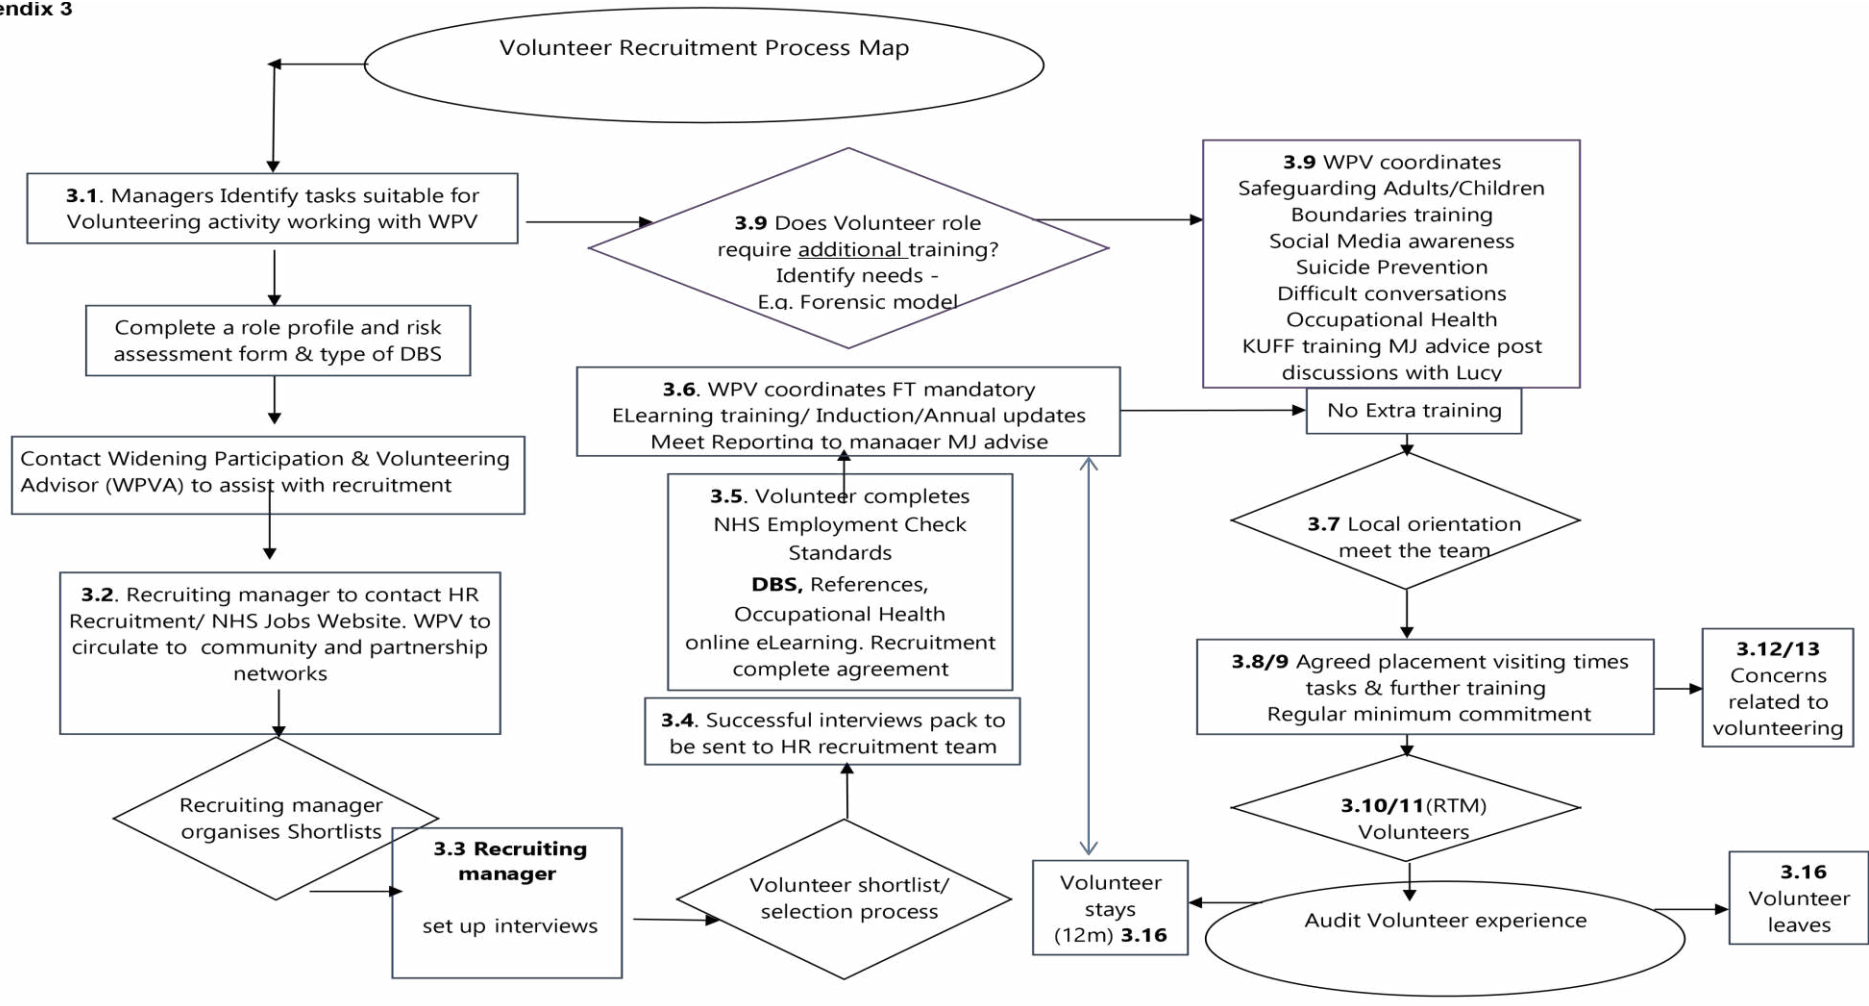 endix 3
Volunteer Recruitment Process Map
3.1. Managers Identify tasks suitable for
Volunteering activity working with WPV
Complete a role profile and risk
assessment form & type of DBS
Contact Widening Participation & Volunteering
Advisor (WPVA) to assist with recruitment
3.2. Recruiting manager to contact HR
Recruitment/ NHS Jobs Website. WPV to
circulate to community and partnership
networks
Recruiting manager
organises Shortlists
3.3 Recruiting
manager
set up interviews
Volunteer shortlist/
selection process
3.4. Successful interviews pack to
be sent to HR recruitment team
3.5. Volunteer completes
NHS Employment Check
Standards
DBS, References,
Occupational Health
online eLearning. Recruitment
complete agreement
3.6. WPV coordinates FT mandatory
ELearning training/ Induction/Annual updates
Meet Reporting to manager MJ advise
3.9 Does Volunteer role
require additional training?
Identify needs -
E.g. Forensic model
3.9 WPV coordinates
Safeguarding Adults/Children
Boundaries training
Social Media awareness
Suicide Prevention
Difficult conversations
Occupational Health
KUFF training MJ advice post
discussions with Lucy
No Extra training
3.7 Local orientation
meet the team
3.8/9 Agreed placement visiting times
tasks & further training
Regular minimum commitment
3.12/13
Concerns
related to
volunteering
3.10/11(RTM)
Volunteers
Audit Volunteer experience
Volunteer
stays
(12m) 3.16
3.16
Volunteer
leaves